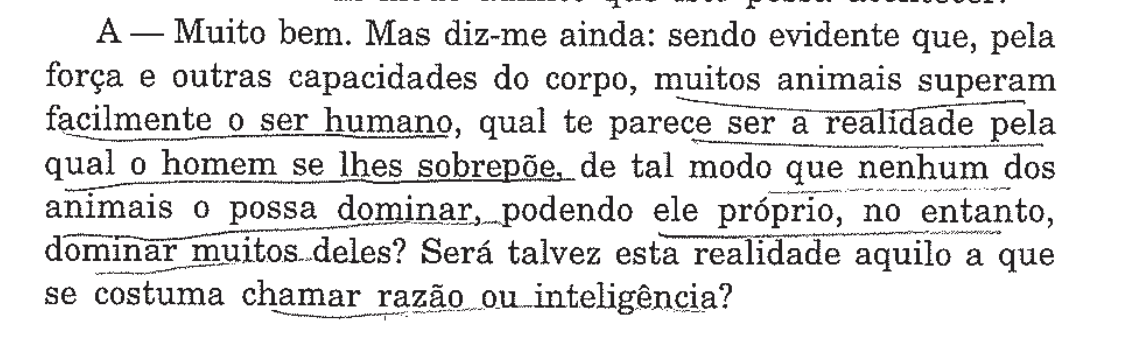 A — Muito bem. Mas diz-me ainda: sendo evidente que, pela
força e outras capacidades do corpo, muitos animais superam
facilmente o ser humano, qual te parece ser a realidade pela
qual o homem se lhes sobrepõe, de tal modo que nenhum dos
animais o possa dominar, podendo ele próprio, no entanto,
dominar muitos deles? Será talvez esta realidade aquilo a que
se costuma chamar razão ou inteligência?